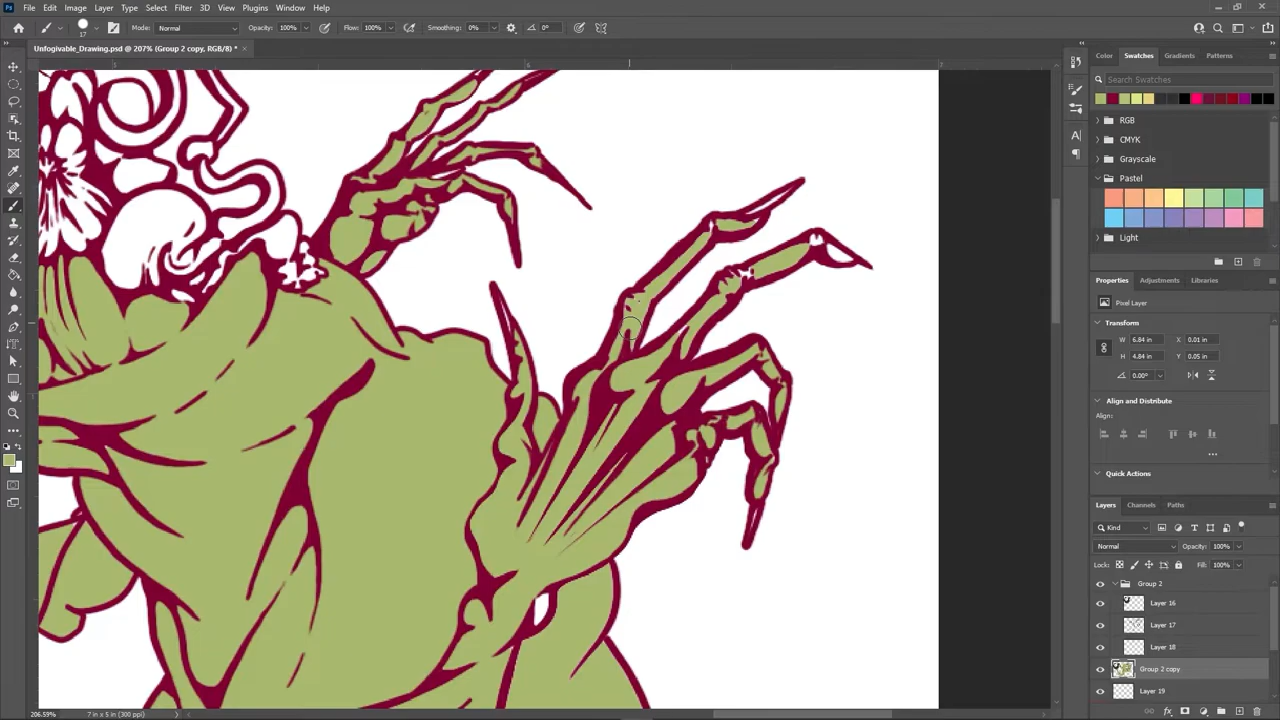 File Edit Image Layer Type Select Filter 3D View Plugins Window Help
17 Mode: Normal Opacity: 100% Flow: 100% Smoothing: 0% 0°
Unfogivable_Drawing.psd @ 207% (Group 2 copy, RGB/8) *
5 6 7
Color Swatches Gradients Patterns
Search Swatches
RGB
CMYK
Grayscale
Pastel
Light
Properties Adjustments Libraries
Pixel Layer
Transform
W 6.84 in X 0.01 in
H 4.84 in Y 0.05 in
0.00°
Align and Distribute
Align:
Quick Actions
Layers Channels Paths
Kind
Normal Opacity: 100%
Lock: Fill: 100%
Group 2
Layer 16
Layer 17
Layer 18
Group 2 copy
Layer 19
206.59% 7 in x 5 in (300 ppi)